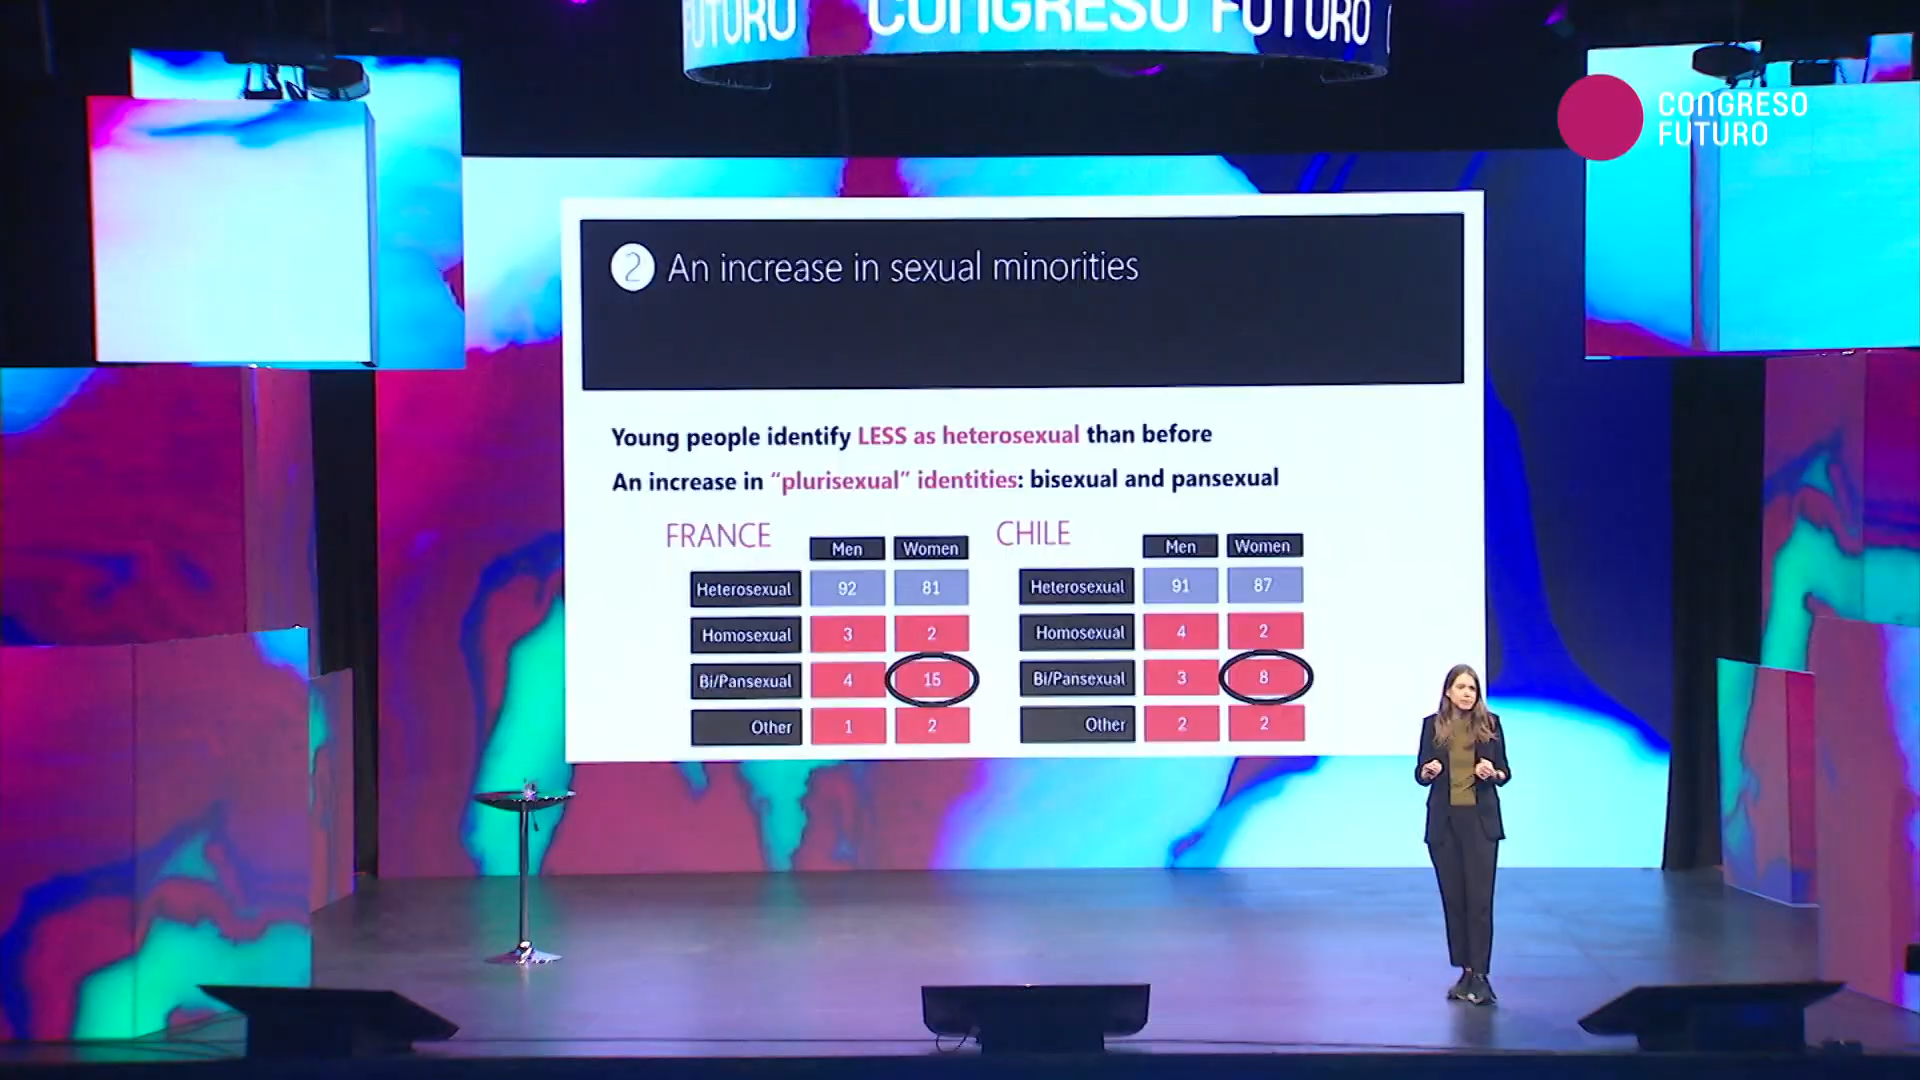 FUTURO CONGRESO FUTURO
CONGRESO
FUTURO
2 An increase in sexual minorities
Young people identify LESS as heterosexual than before
An increase in “plurisexual” identities: bisexual and pansexual
FRANCE
Men Women
Heterosexual 92 81
Homosexual 3 2
Bi/Pansexual 4 15
Other 1 2
CHILE
Men Women
Heterosexual 91 87
Homosexual 4 2
Bi/Pansexual 3 8
Other 2 2